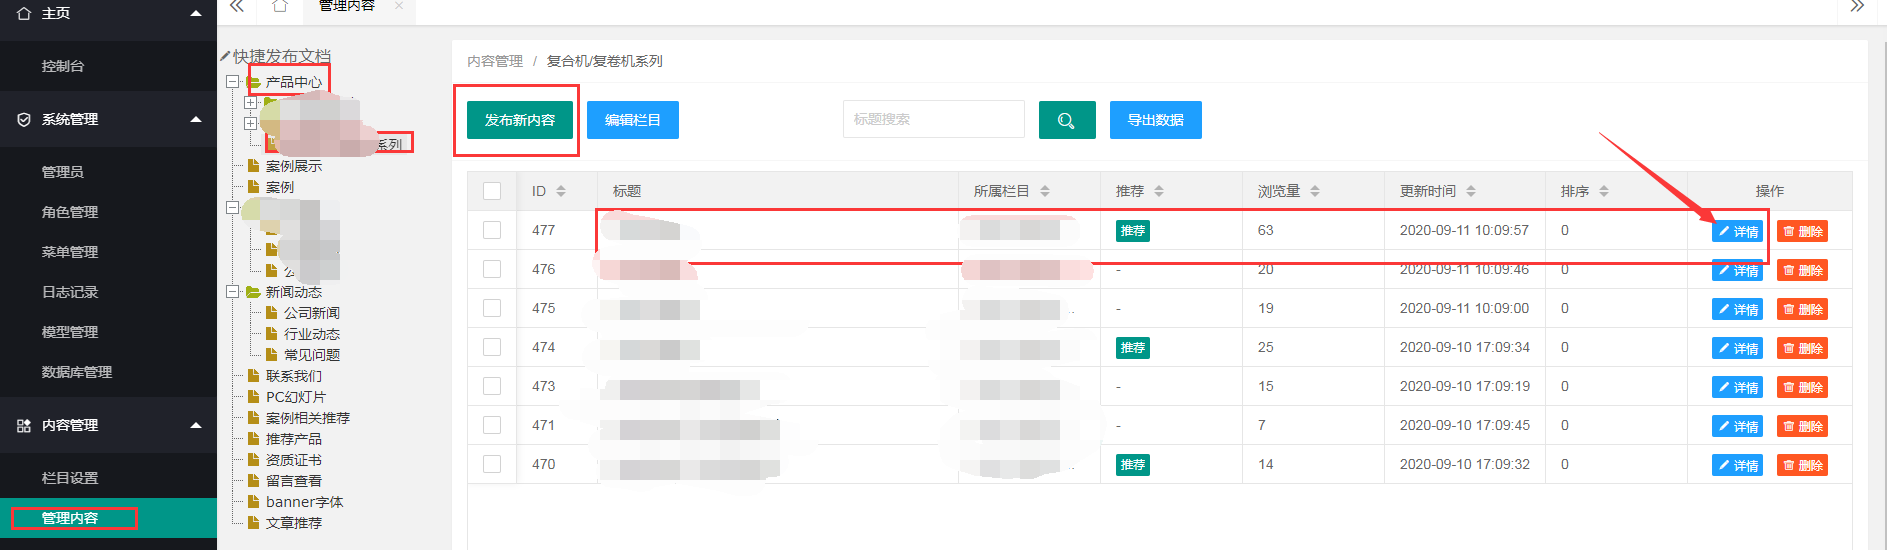 主页
控制台
系统管理
管理员
角色管理
菜单管理
日志记录
模型管理
数据库管理
内容管理
栏目设置
管理内容
管理内容 ×
快捷发布文档
产品中心
系列
案例展示
案例
公
新闻动态
公司新闻
行业动态
常见问题
联系我们
PC幻灯片
案例相关推荐
推荐产品
资质证书
留言查看
banner字体
文章推荐
内容管理 / 复合机/复卷机系列
发布新内容 编辑栏目 标题搜索 导出数据
ID 标题 所属栏目 推荐 浏览量 更新时间 排序 操作
477 推荐 63 2020-09-11 10:09:57 0 详情 删除
476 - 20 2020-09-11 10:09:46 0 详情 删除
475 ... - 19 2020-09-11 10:09:00 0 详情 删除
474 推荐 25 2020-09-10 17:09:34 0 详情 删除
473 - 15 2020-09-10 17:09:19 0 详情 删除
471 - 7 2020-09-10 17:09:45 0 详情 删除
470 ... 推荐 14 2020-09-10 17:09:32 0 详情 删除